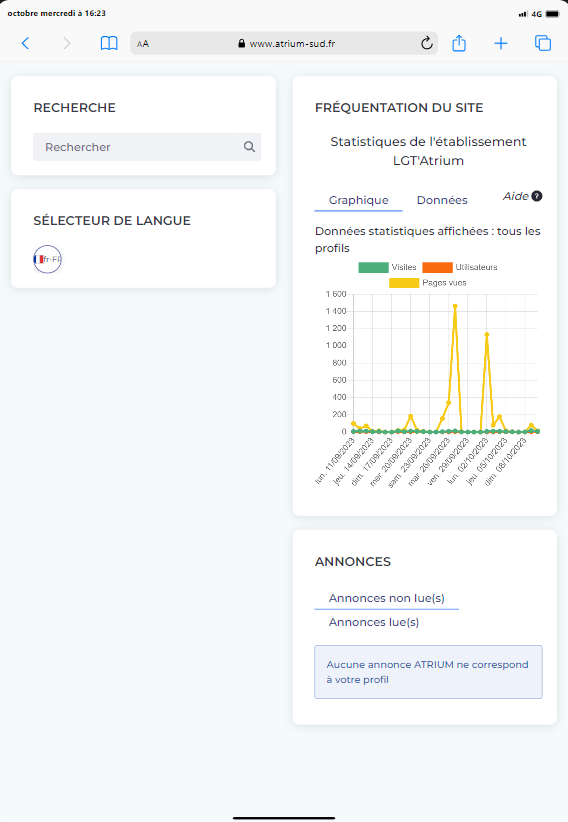 octobre mercredi à 16:23
4G
AA
www.atrium-sud.fr
RECHERCHE
Rechercher
SÉLECTEUR DE LANGUE
fr-FR
FRÉQUENTATION DU SITE
Statistiques de l'établissement
LGT'Atrium
Graphique
Données
Aide ?
Données statistiques affichées : tous les
profils
Visites
Utilisateurs
Pages vues
1 600
1 400
1 200
1 000
800
600
400
200
0
lun. 11/09/2023
jeu. 14/09/2023
dim. 17/09/2023
mer. 20/09/2023
sam. 23/09/2023
mar. 26/09/2023
ven. 29/09/2023
lun. 02/10/2023
jeu. 05/10/2023
dim. 08/10/2023
ANNONCES
Annonces non lue(s)
Annonces lue(s)
Aucune annonce ATRIUM ne correspond
à votre profil